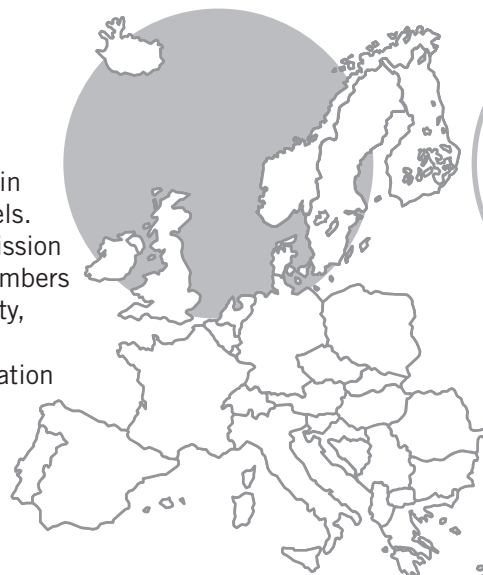 in
els.
ission
mbers
ty,
ation